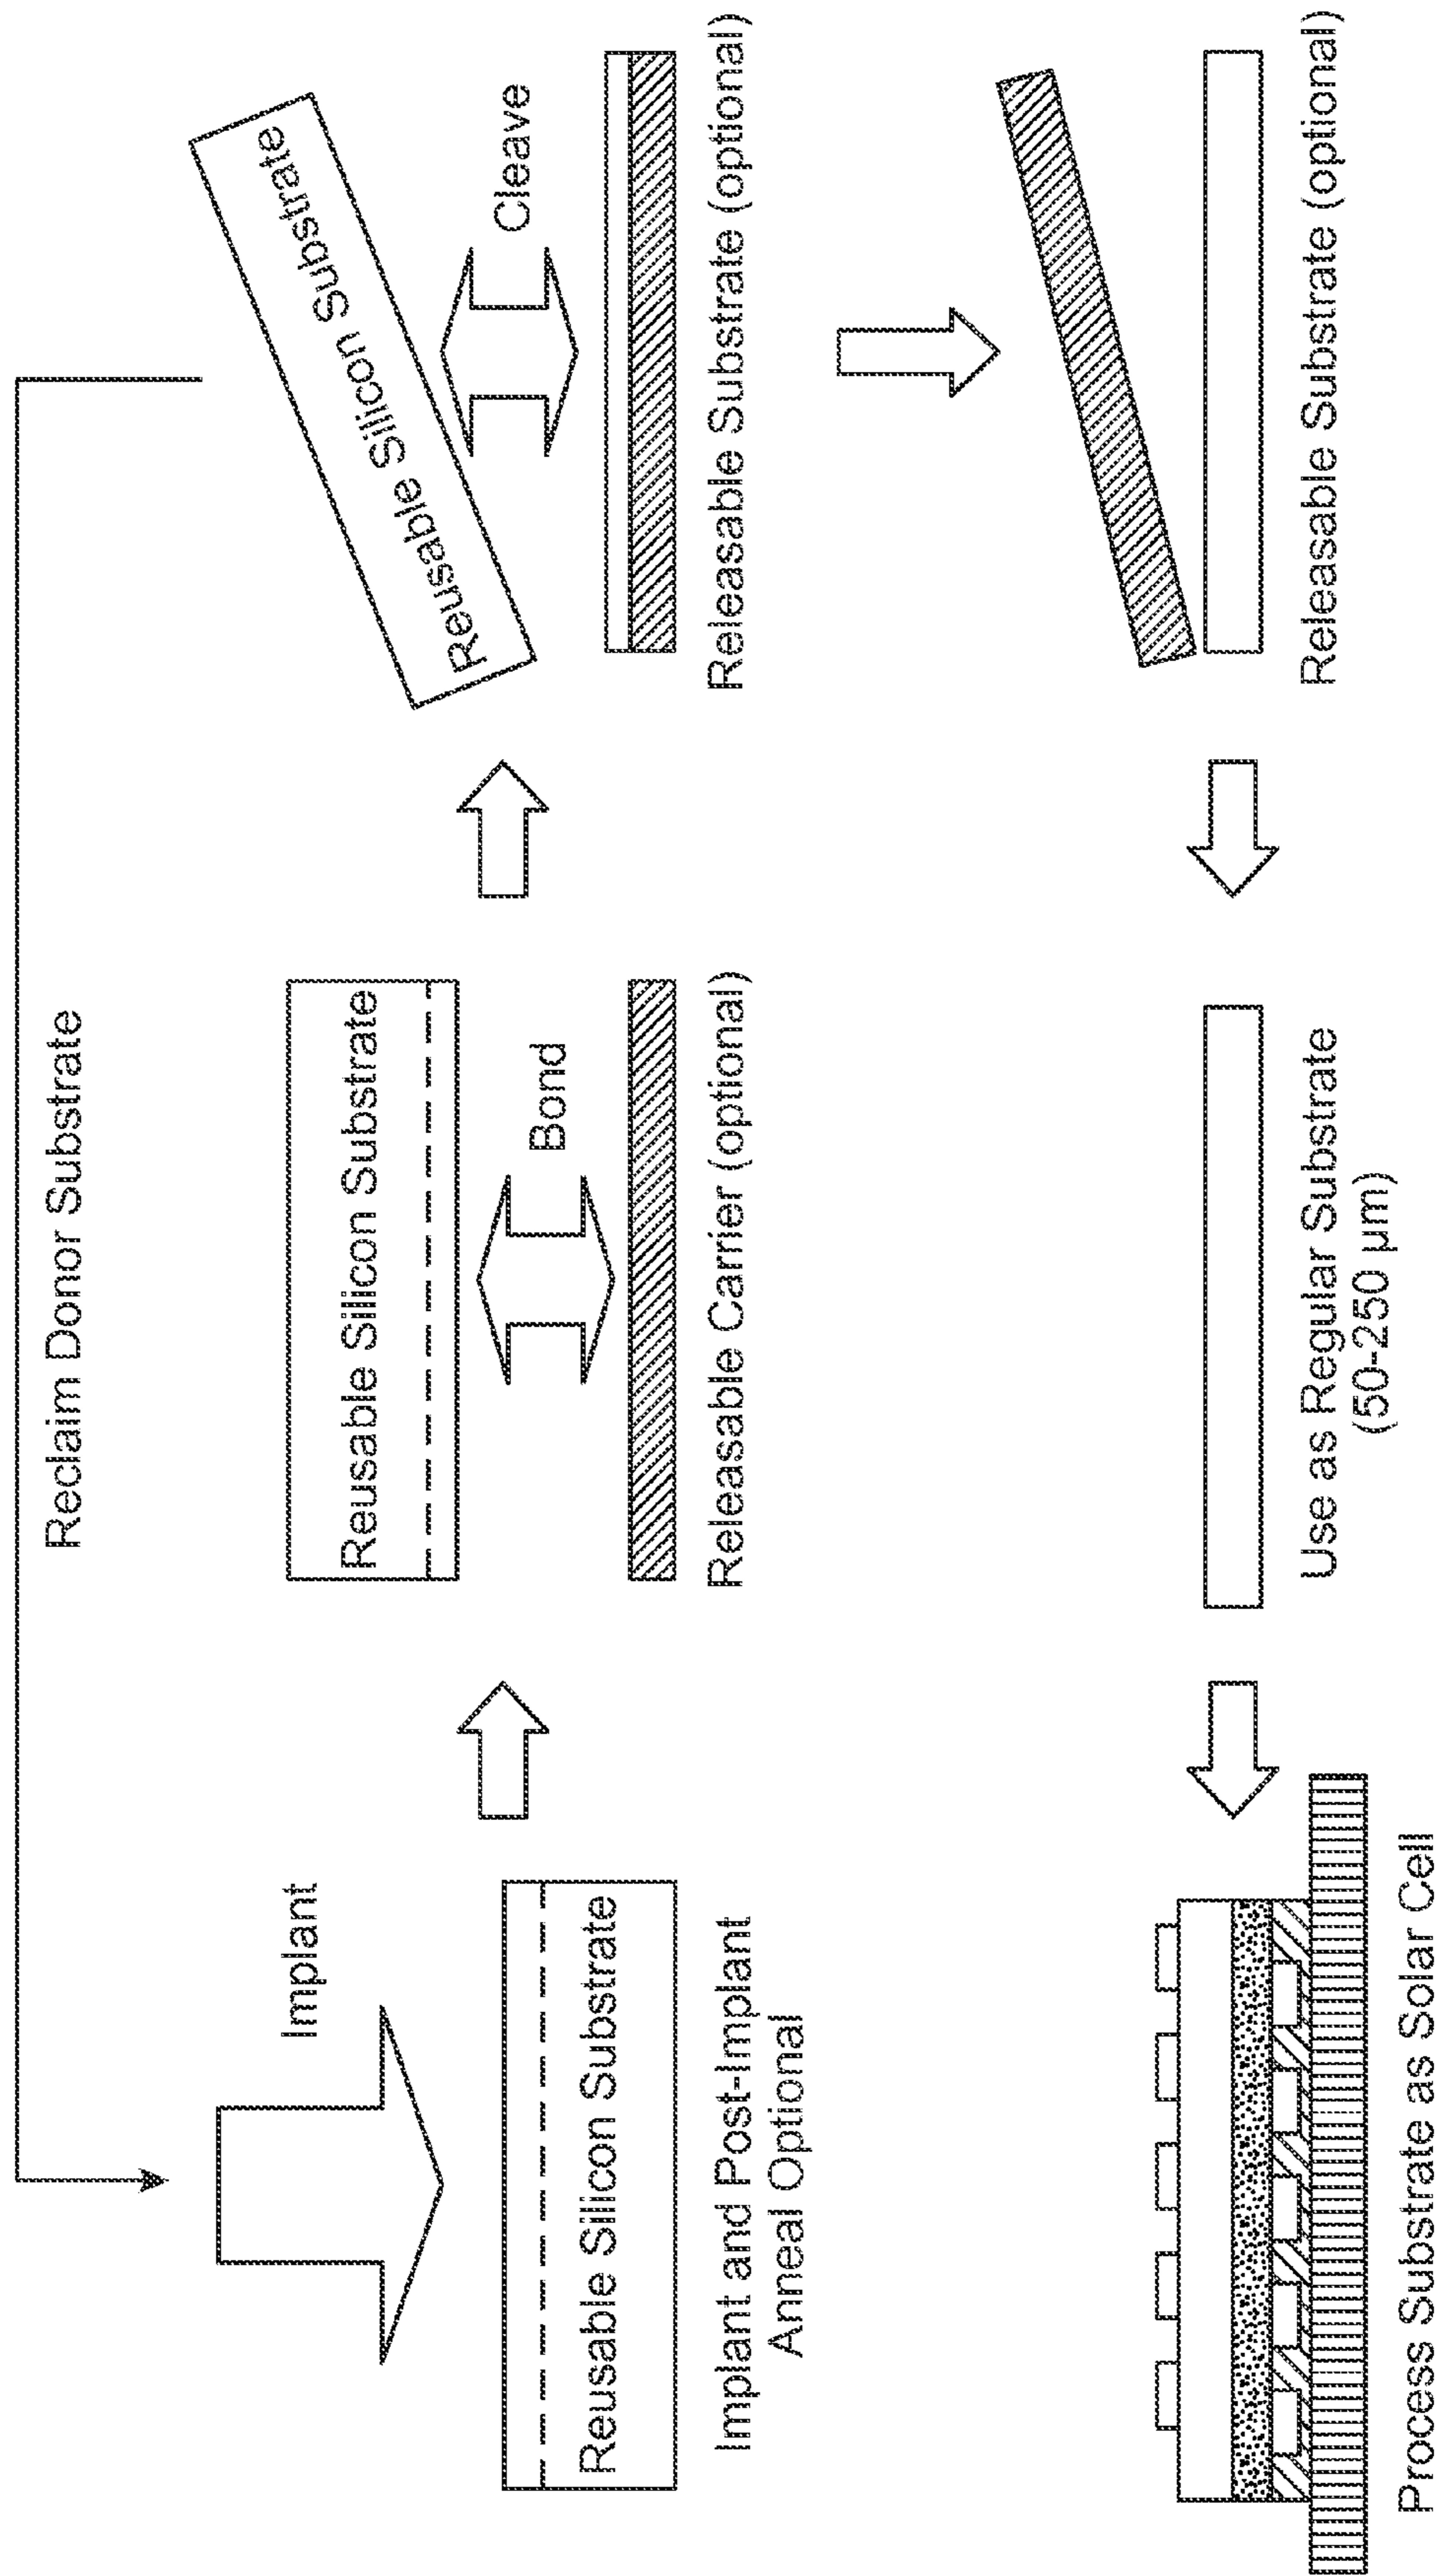 Reclaim Donor Substrate
Implant
Reusable Silicon Substrate
Implant and Post-Implant
Anneal Optional
Reusable Silicon Substrate
Bond
Releasable Carrier (optional)
Reusable Silicon Substrate
Cleave
Releasable Substrate (optional)
Releasable Substrate (optional)
Use as Regular Substrate
(50-250 µm)
Process Substrate as Solar Cell